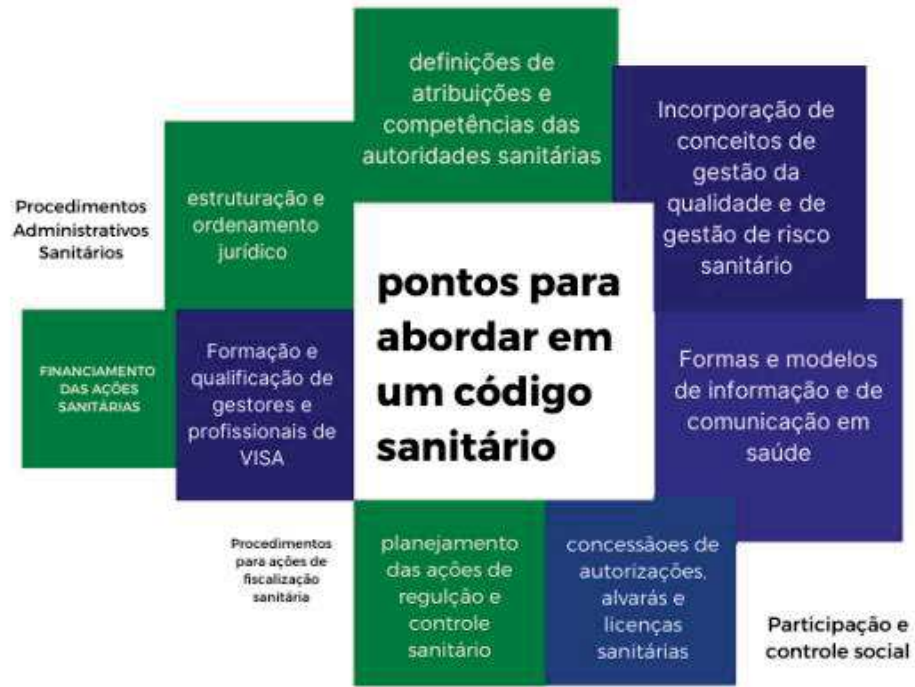 definições de
atribuições e
competências das
autoridades sanitárias
Incorporação de
conceitos de
gestão da
qualidade e de
gestão de risco
sanitário
estruturação e
ordenamento
jurídico
Procedimentos
Administrativos
Sanitários
pontos para
abordar em
um código
sanitário
FINANCIAMENTO
DAS AÇÕES
SANITÁRIAS
Formação e
qualificação de
gestores e
profissionais de
VISA
Formas e modelos
de informação e de
comunicação em
saúde
Procedimentos
para ações de
fiscalização
sanitária
planejamento
das ações de
regulção e
controle
sanitário
concessãoes de
autorizações,
alvarás e
licenças
sanitárias
Participação e
controle social